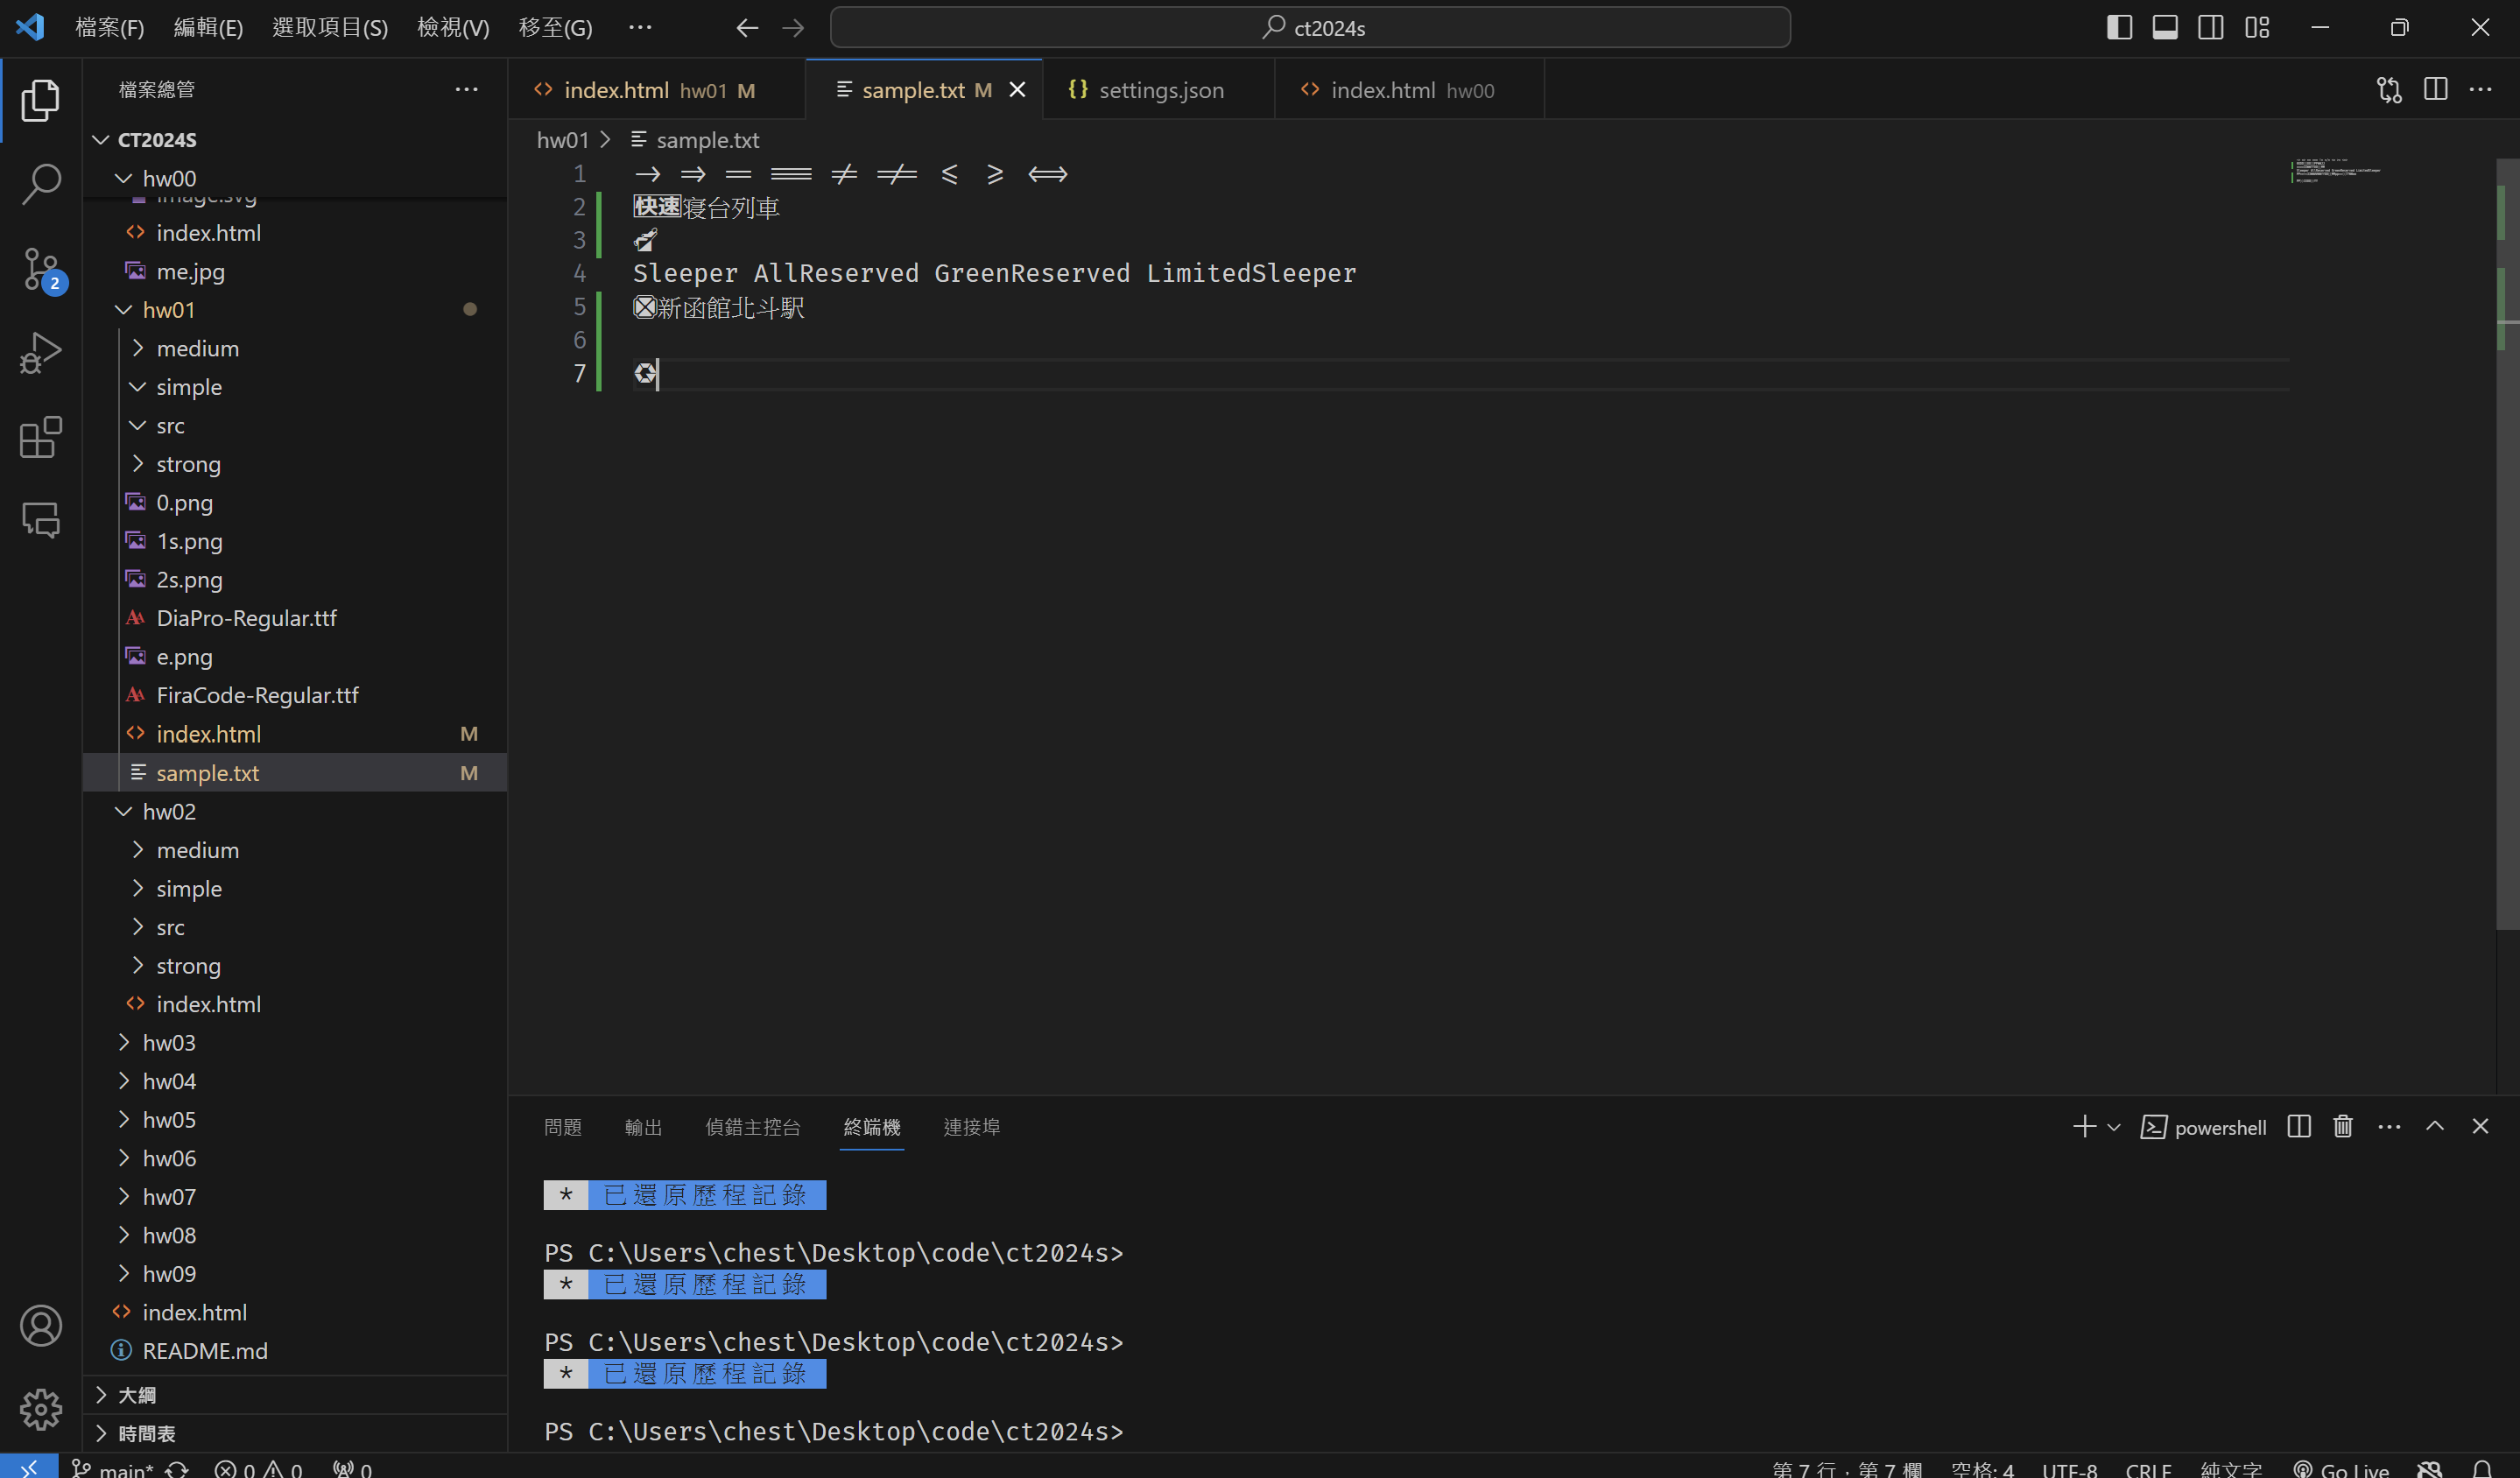 檔案(F) 編輯(E) 選取項目(S) 檢視(V) 移至(G) ··· ct2024s
檔案總管 ···
CT2024S
hw00
image.svg
index.html
me.jpg
hw01
medium
simple
src
strong
0.png
1s.png
2s.png
DiaPro-Regular.ttf
e.png
FiraCode-Regular.ttf
index.html M
sample.txt M
hw02
medium
simple
src
strong
index.html
hw03
hw04
hw05
hw06
hw07
hw08
hw09
index.html
README.md
大綱
時間表
2
index.html hw01 M sample.txt M settings.json index.html hw00
hw01 > sample.txt
1 → ⇒ == === ≠ ≠= ⩽ ⩾ ⟺
2 快速寝台列車
3
4 Sleeper AllReserved GreenReserved LimitedSleeper
5 新函館北斗駅
6
7
問題 輸出 偵錯主控台 終端機 連接埠 powershell
* 已還原歷程記錄
PS C:\Users\chest\Desktop\code\ct2024s>
* 已還原歷程記錄
PS C:\Users\chest\Desktop\code\ct2024s>
* 已還原歷程記錄
PS C:\Users\chest\Desktop\code\ct2024s>
main* 0 0 0 第 7 行，第 7 欄 空格: 4 UTF-8 CRLF 純文字 Go Live